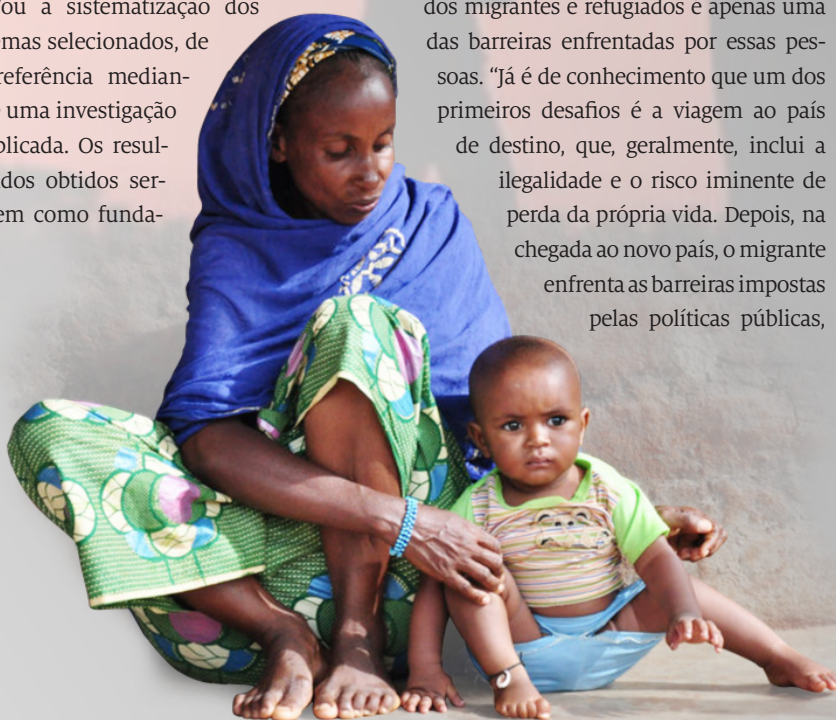 ou a sistematização dos
emas selecionados, de
referência median-
uma investigação
plicada. Os resul-
dos obtidos ser-
em como funda-
dos migrantes e refugiados é apenas uma
das barreiras enfrentadas por essas pes-
soas. “Já é de conhecimento que um dos
primeiros desafios é a viagem ao país
de destino, que, geralmente, inclui a
ilegalidade e o risco iminente de
perda da própria vida. Depois, na
chegada ao novo país, o migrante
enfrenta as barreiras impostas
pelas políticas públicas,